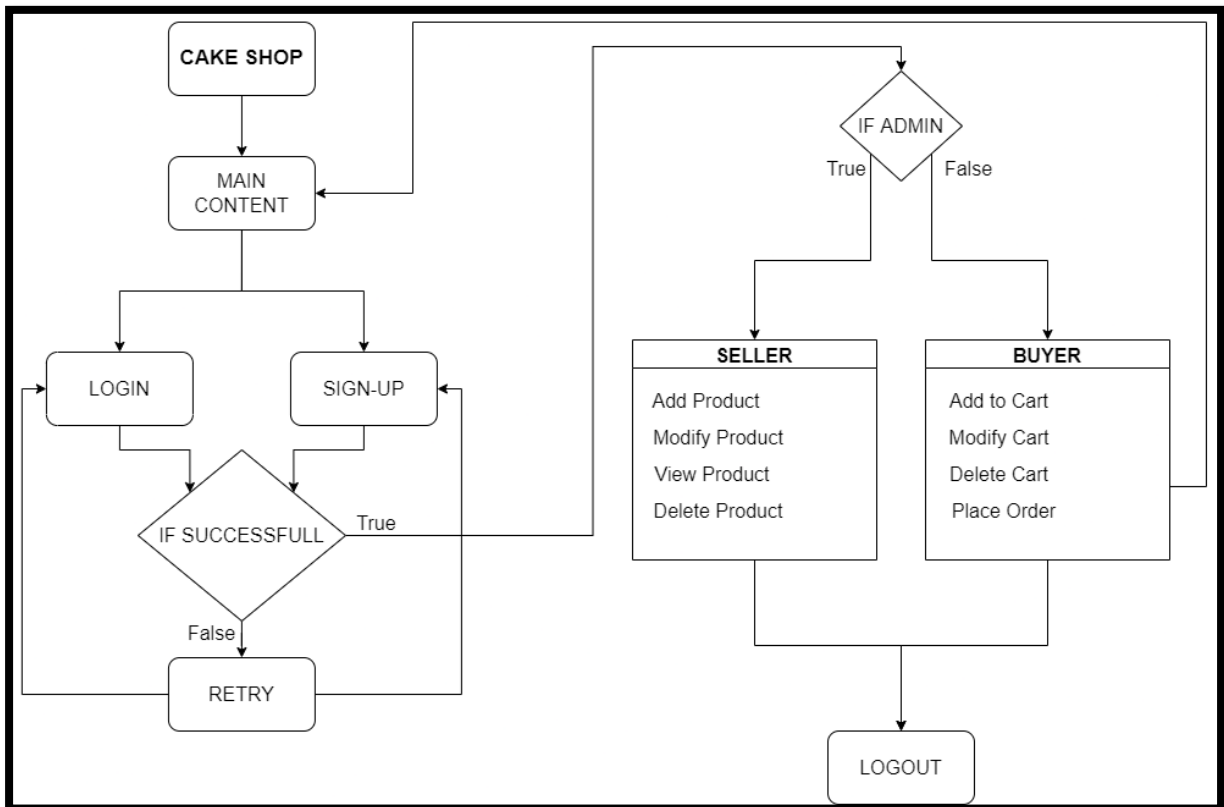 CAKE SHOP
MAIN
CONTENT
LOGIN
SIGN-UP
IF SUCCESSFULL
True
False
RETRY
IF ADMIN
True
False
SELLER
Add Product
Modify Product
View Product
Delete Product
BUYER
Add to Cart
Modify Cart
Delete Cart
Place Order
LOGOUT